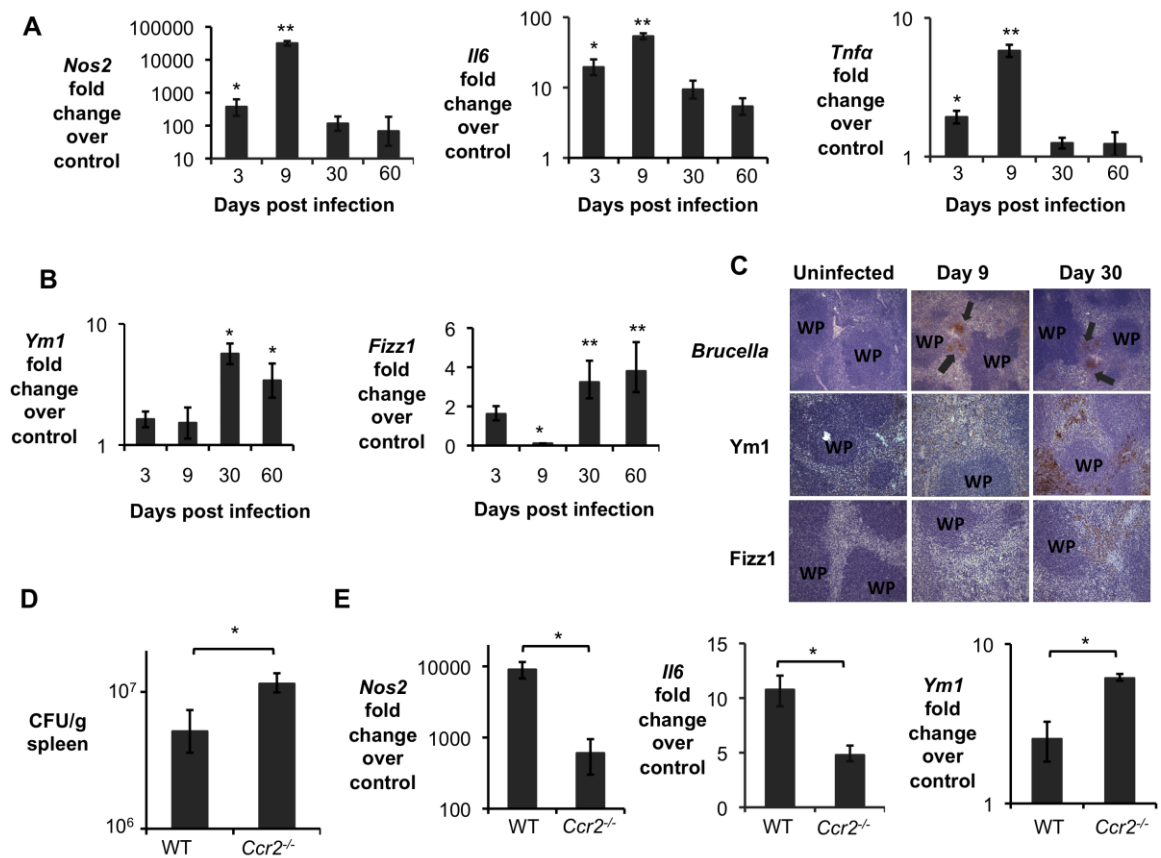 A
Nos2
fold
change
over
control
100000
10000
1000
100
10
*
**
3 9 30 60
Days post infection
Il6
fold
change
over
control
100
10
1
*
**
3 9 30 60
Days post infection
Tnfα
fold
change
over
control
10
1
*
**
3 9 30 60
Days post infection
B
Ym1
fold
change
over
control
10
1
*
*
3 9 30 60
Days post infection
Fizz1
fold
change
over
control
6
4
2
0
*
**
**
3 9 30 60
Days post infection
C
Uninfected Day 9 Day 30
Brucella
WP WP WP WP WP WP
Ym1
WP WP WP
Fizz1
WP WP WP WP
D
CFU/g
spleen
10⁷
10⁶
*
WT Ccr2-/-
E
Nos2
fold
change
over
control
10000
1000
100
*
WT Ccr2-/-
Il6
fold
change
over
control
15
10
5
0
*
WT Ccr2-/-
Ym1
fold
change
over
control
10
1
*
WT Ccr2-/-